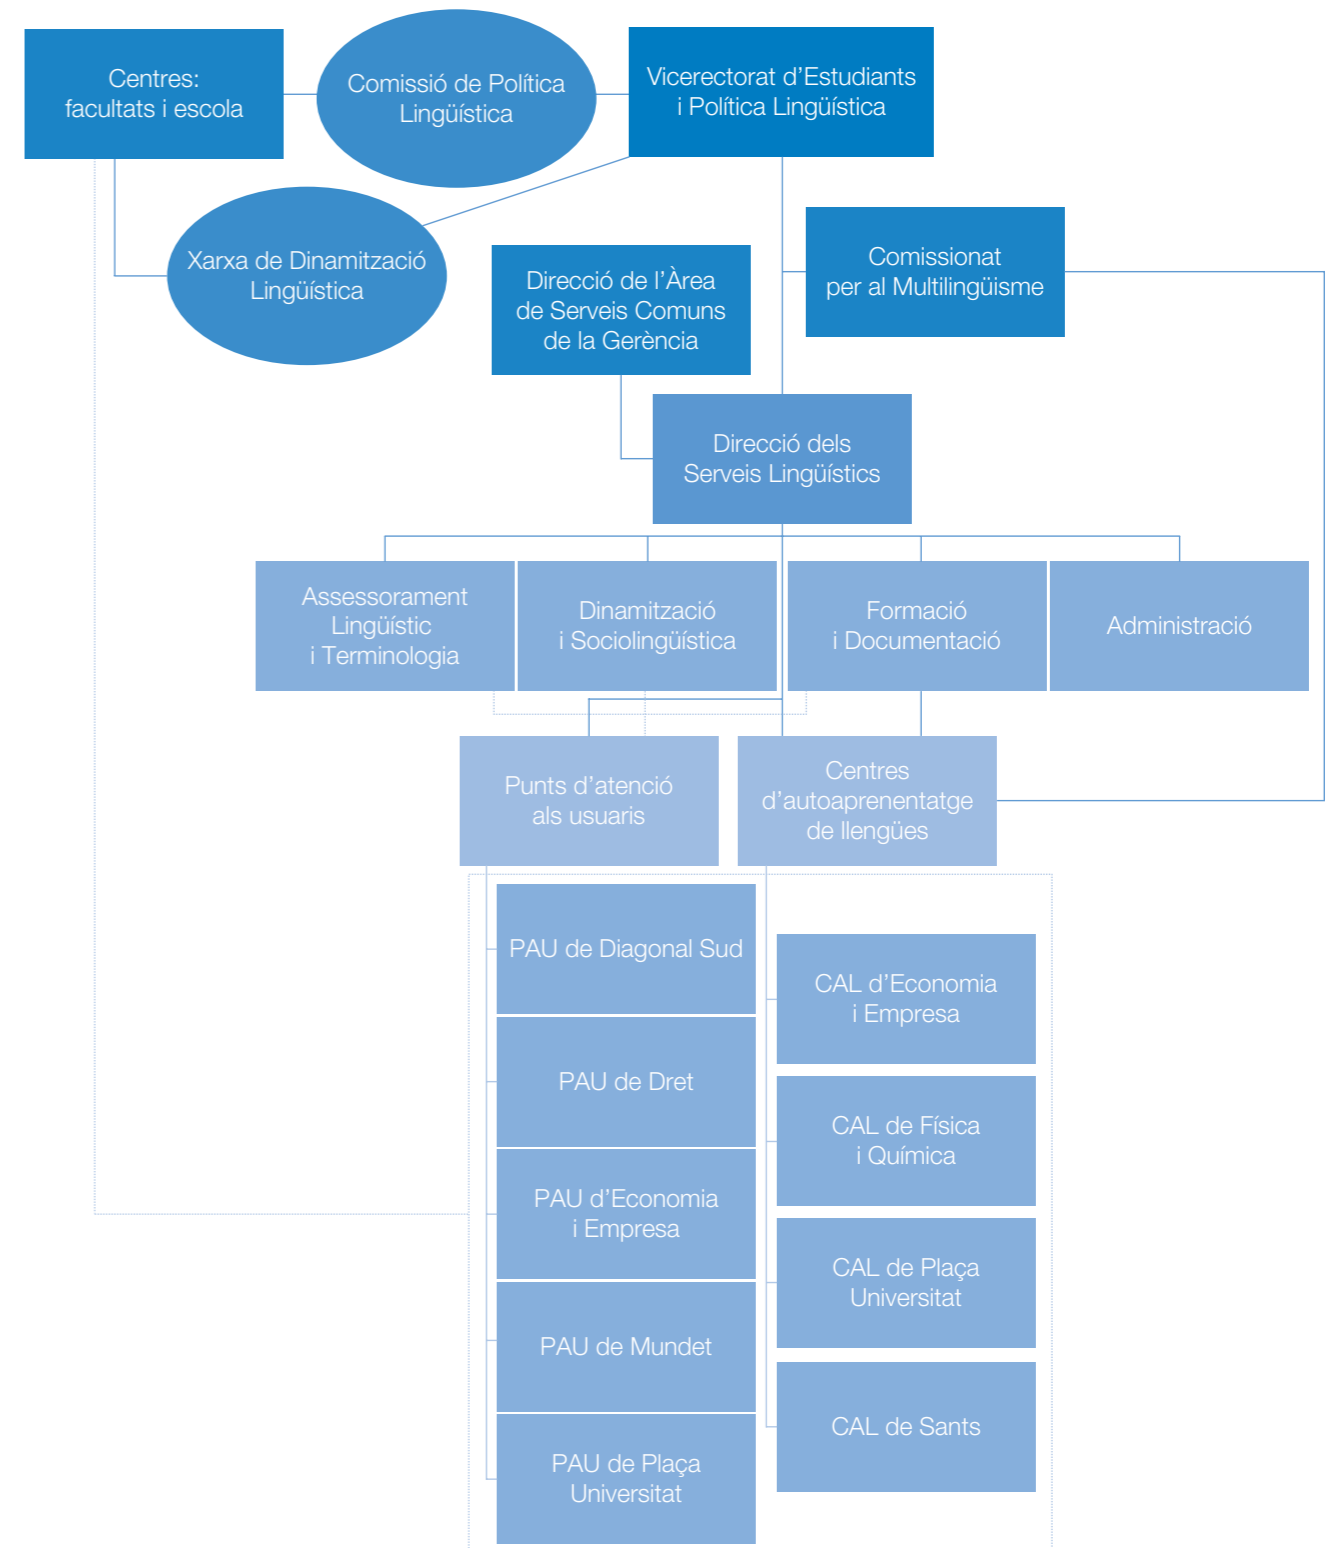 Centres:
facultats i escola
Comissió de Política
Lingüística
Vicerectorat d’Estudiants
i Política Lingüística
Xarxa de Dinamització
Lingüística
Direcció de l’Àrea
de Serveis Comuns
de la Gerència
Comissionat
per al Multilingüisme
Direcció dels
Serveis Lingüístics
Assessorament
Lingüístic
i Terminologia
Dinamització
i Sociolingüística
Formació
i Documentació
Administració
Punts d’atenció
als usuaris
Centres
d’autoaprenentatge
de llengües
PAU de Diagonal Sud
PAU de Dret
PAU d’Economia
i Empresa
PAU de Mundet
PAU de Plaça
Universitat
CAL d’Economia
i Empresa
CAL de Física
i Química
CAL de Plaça
Universitat
CAL de Sants